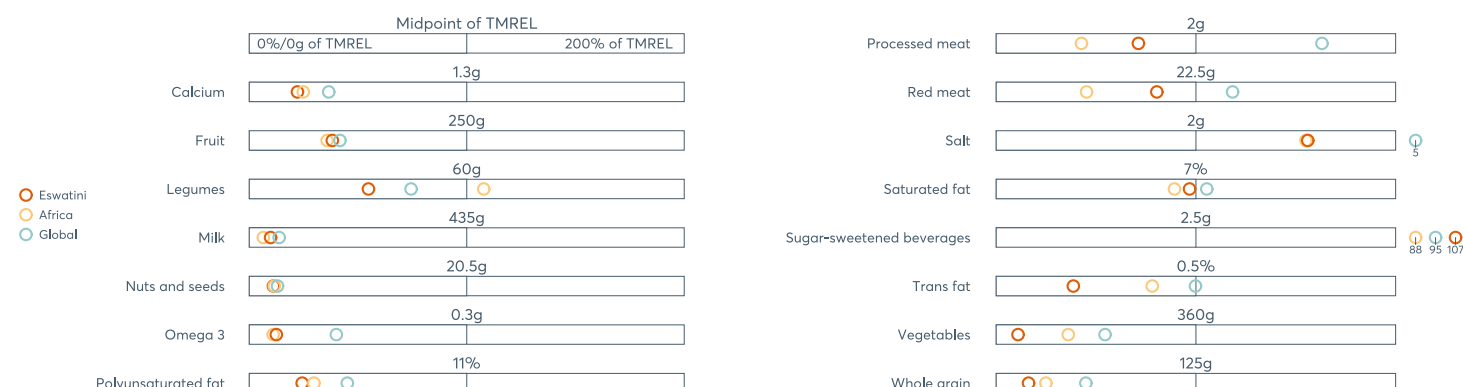 Midpoint of TMREL
0%/0g of TMREL 200% of TMREL
1.3g
Calcium
250g
Fruit
60g
Legumes
435g
Milk
20.5g
Nuts and seeds
0.3g
Omega 3
11%
Polyunsaturated fat
Eswatini
Africa
Global
2g
Processed meat
22.5g
Red meat
2g
Salt
5
7%
Saturated fat
2.5g
Sugar-sweetened beverages
88 95 107
0.5%
Trans fat
360g
Vegetables
125g
Whole grain